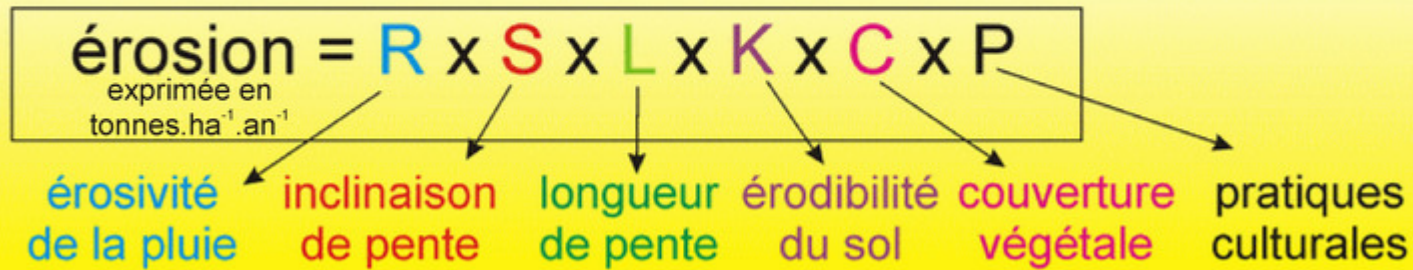 érosion = R x S x L x K x C x P
exprimée en
tonnes.ha⁻¹.an⁻¹
érosivité inclinaison longueur érodibilité couverture pratiques
de la pluie de pente de pente du sol végétale culturales